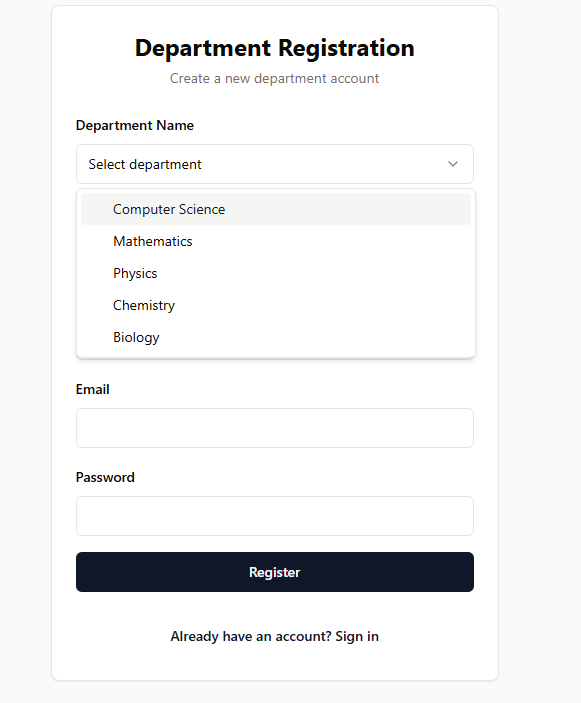 Department Registration
Create a new department account
Department Name
Select department
Computer Science
Mathematics
Physics
Chemistry
Biology
Email
Password
Register
Already have an account? Sign in